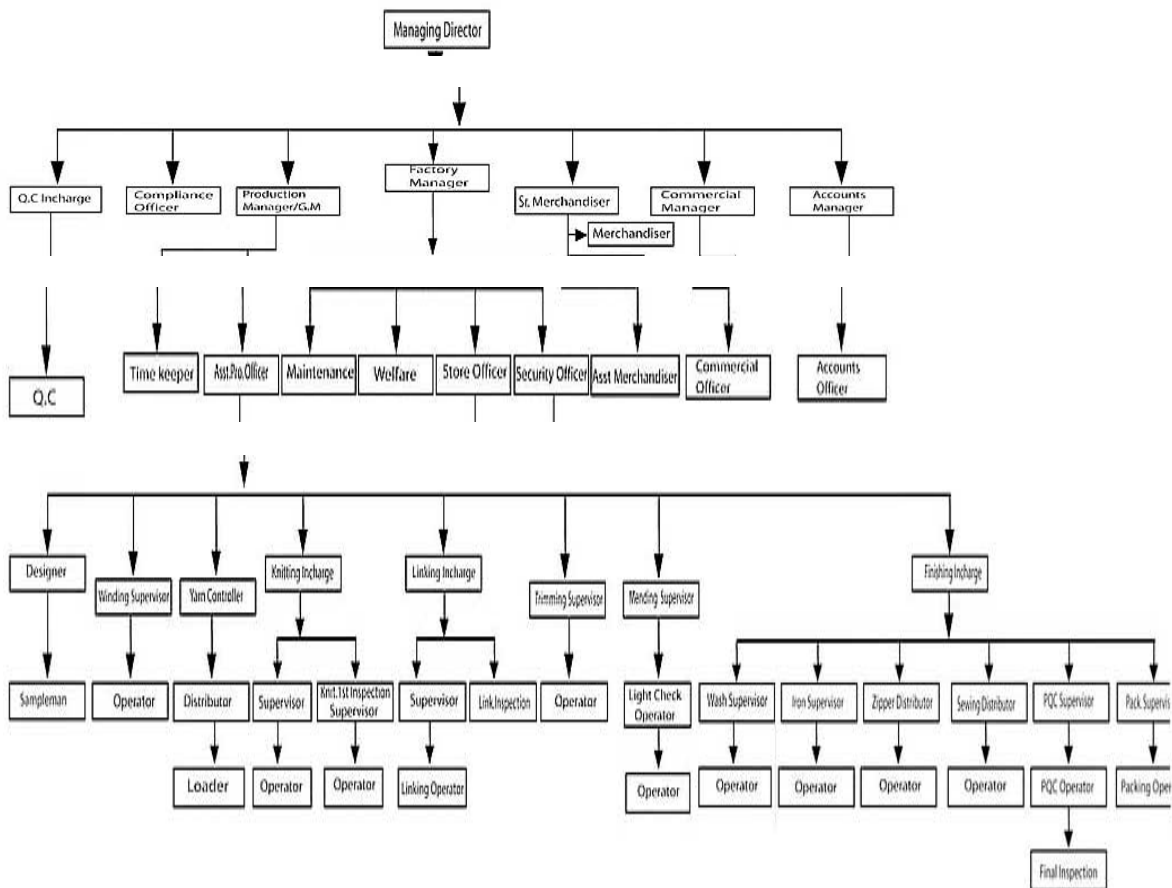 Managing Director
Q.C Incharge
Compliance
Officer
Production
Manager/G.M
Factory
Manager
Sr. Merchandiser
Commercial
Manager
Accounts
Manager
Merchandiser
Q.C
Time keeper
Asst.Pro.Officer
Maintenance
Welfare
Store Officer
Security Officer
Asst Merchandiser
Commercial
Officer
Accounts
Officer
Designer
Winding Supervisor
Yarn Controller
Knitting Incharge
Linking Incharge
Trimming Supervisor
Mending Supervisor
Finishing Incharge
Sampleman
Operator
Distributor
Supervisor
Knit.1st Inspection
Supervisor
Supervisor
Link.Inspection
Operator
Light Check
Operator
Wash Supervisor
Iron Supervisor
Zipper Distributor
Sewing Distributor
PQC Supervisor
Pack.Supervis
Loader
Operator
Operator
Linking Operator
Operator
Operator
Operator
Operator
Operator
PQC Operator
Packing Oper
Final Inspection